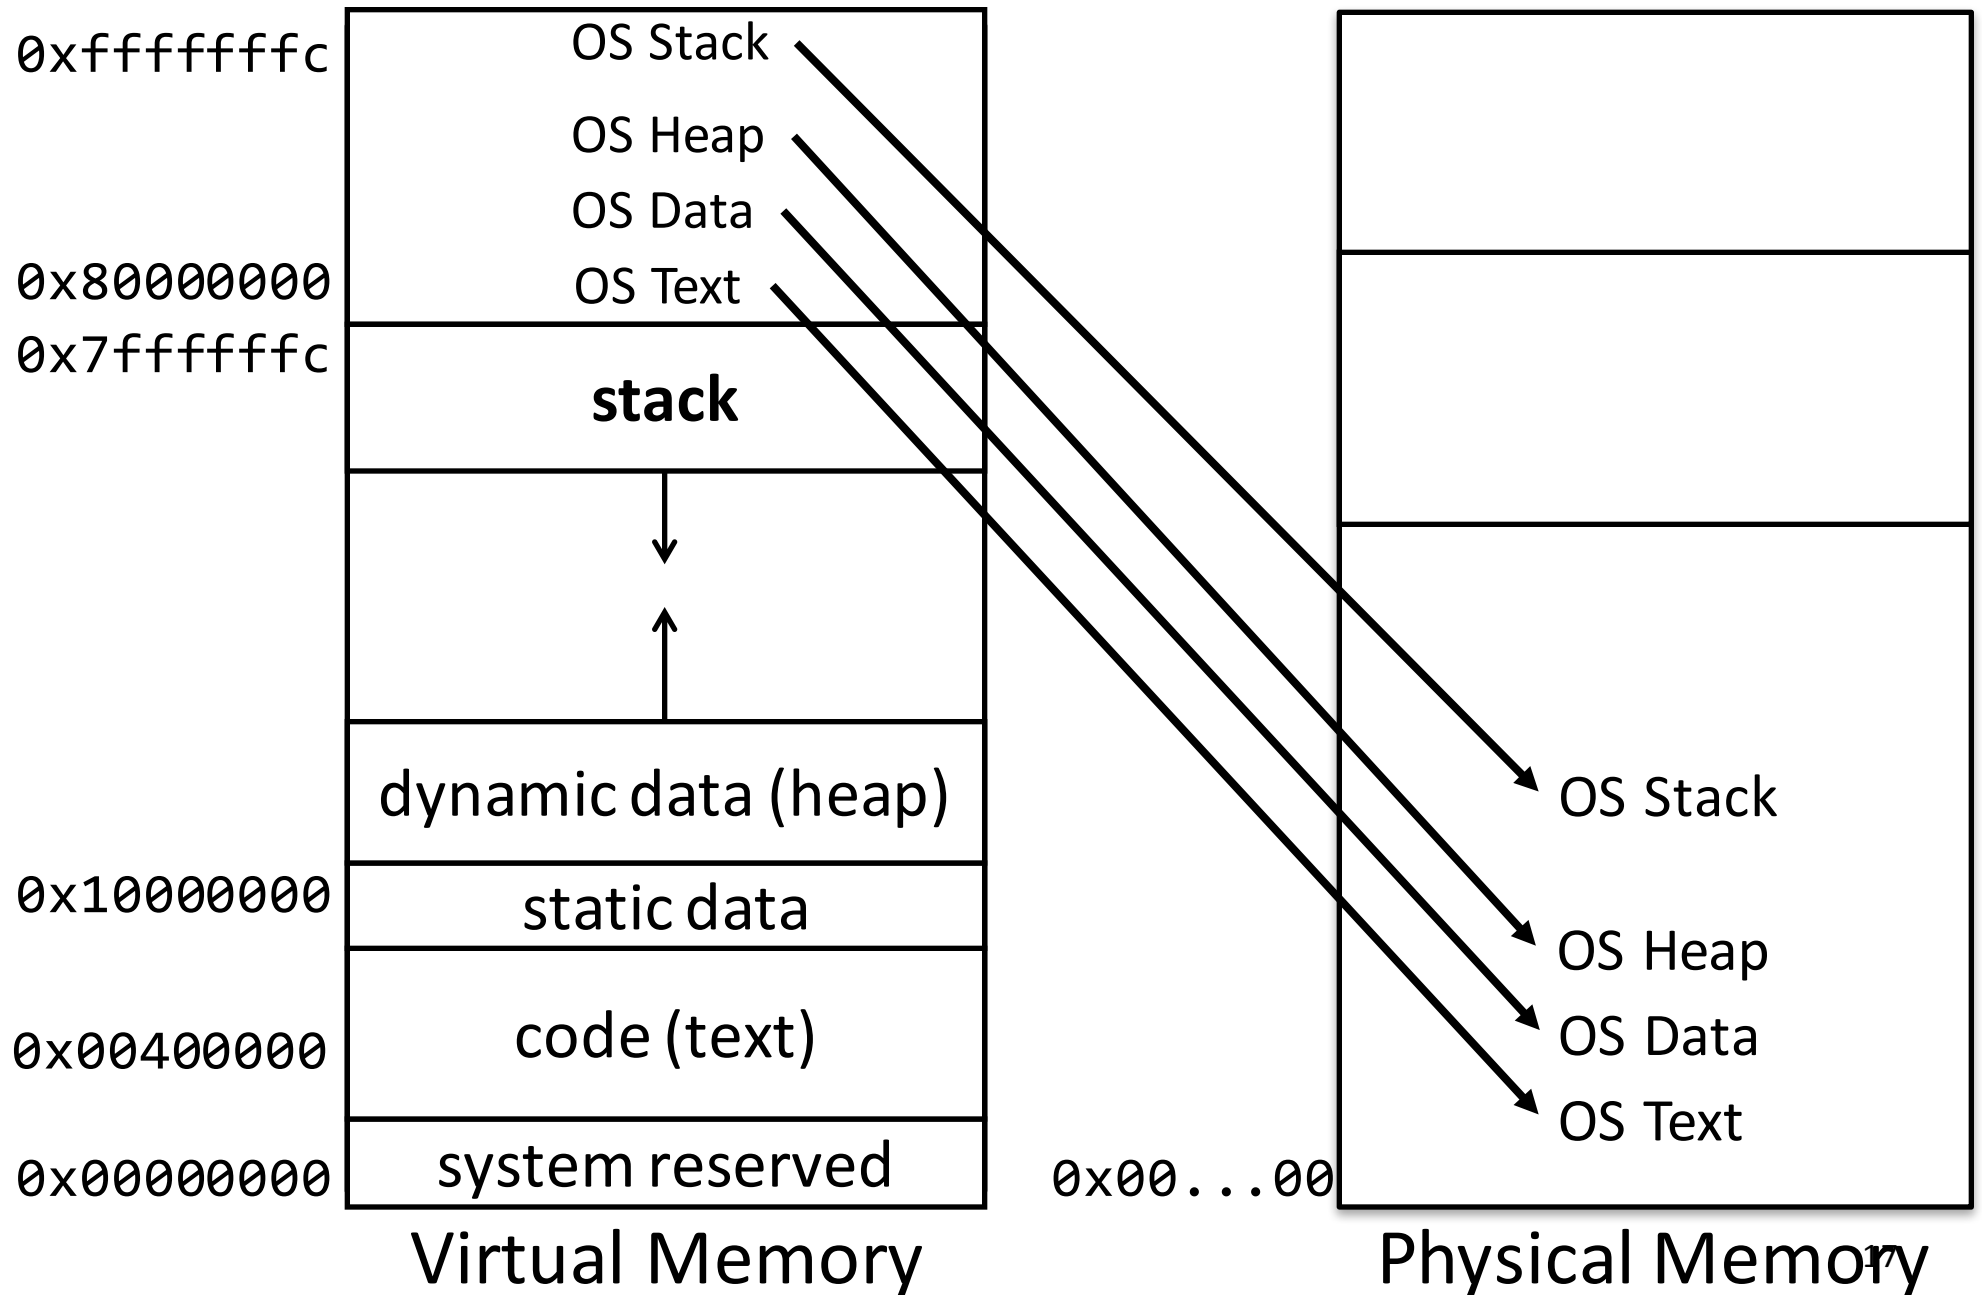 0xfffffffc
OS Stack
OS Heap
OS Data
0x80000000
OS Text
0x7ffffffc
stack
dynamic data (heap)
0x10000000
static data
code (text)
0x00400000
system reserved
0x00000000
Virtual Memory
OS Stack
OS Heap
OS Data
OS Text
0x00...00
Physical Memory
17